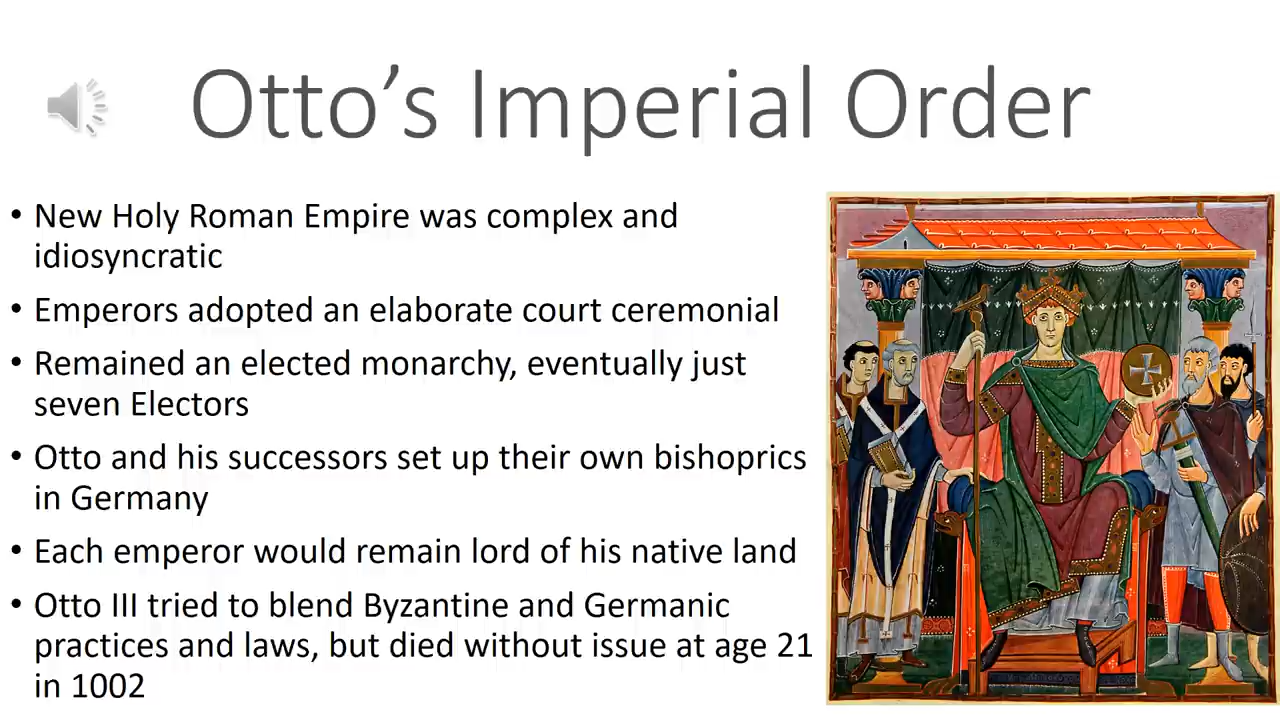 Otto’s Imperial Order
• New Holy Roman Empire was complex and
idiosyncratic
• Emperors adopted an elaborate court ceremonial
• Remained an elected monarchy, eventually just
seven Electors
• Otto and his successors set up their own bishoprics
in Germany
• Each emperor would remain lord of his native land
• Otto III tried to blend Byzantine and Germanic
practices and laws, but died without issue at age 21
in 1002